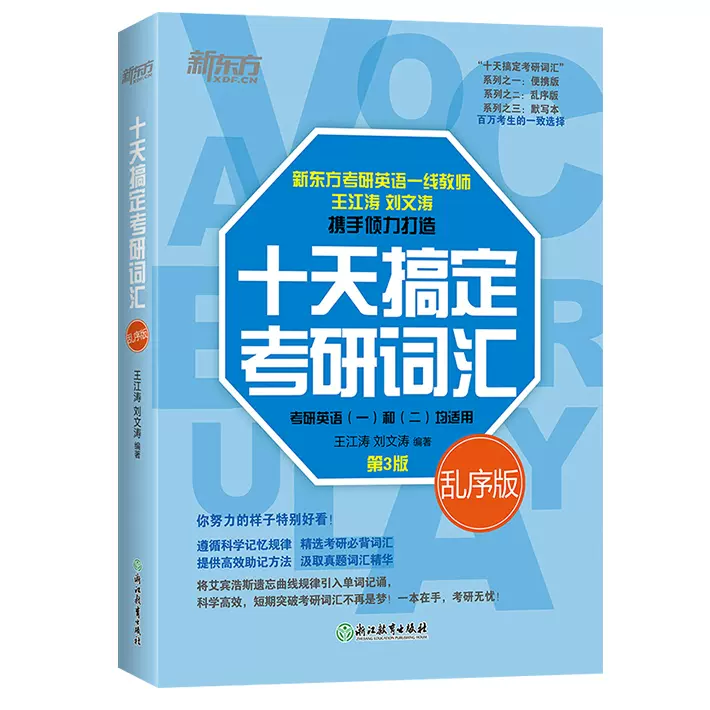 新东方
XDF.CN
"十天搞定考研词汇"
系列之一：便携版
系列之二：乱序版
系列之三：默写本
百万考生的一致选择
VOC
AB
ULARY
新东方考研英语一线教师
王江涛 刘文涛
携手倾力打造
十天搞定
考研词汇
考研英语（一）和（二）均适用
王江涛 刘文涛 编著
第3版
乱序版
你努力的样子特别好看！
遵循科学记忆规律 精选考研必背词汇
提供高效助记方法 汲取真题词汇精华
将艾宾浩斯遗忘曲线规律引入单词记诵，
科学高效，短期突破考研词汇不再是梦！一本在手，考研无忧！
浙江教育出版社
新东方
XDF.CN
十天搞定考研词汇
乱序版
王江涛 刘文涛 编著